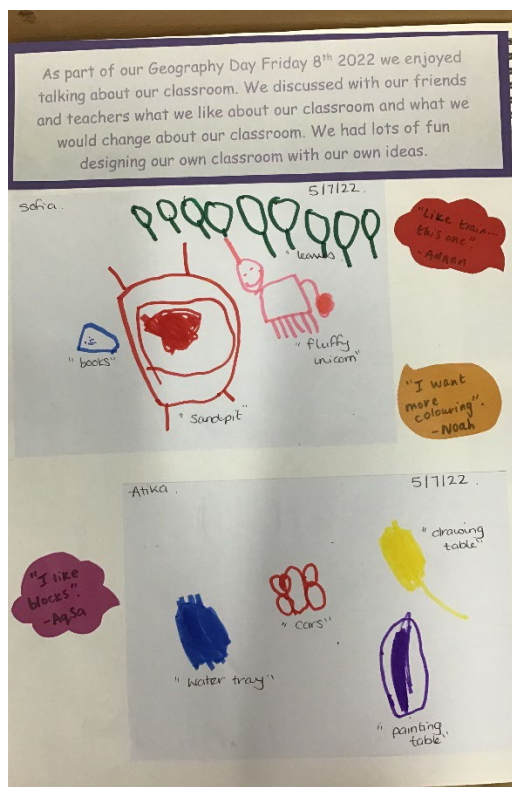 As part of our Geography Day Friday 8th 2022 we enjoyed
talking about our classroom. We discussed with our friends
and teachers what we like about our classroom and what we
would change about our classroom. We had lots of fun
designing our own classroom with our own ideas.
Sofia.
5/7/22.
"leaves"
"Like train...
this one"
-Adnan
"books"
"fluffy
unicorn"
"Sandpit"
"I want
more
colouring".
-Noah
Atika.
5/7/22.
"drawing
table"
"I like
blocks".
-Aqsa
"cars"
"water tray"
"painting
table"